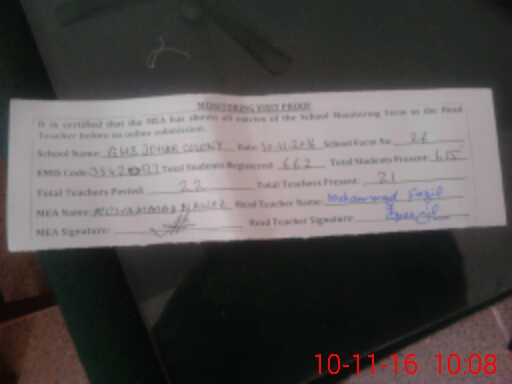 MONITORING VISIT PROOF
It is certified that the MEA has shown all entries of the School Monitoring Form to the Head
Teacher before its online submission.
School Name: GHS JOHAR COLONY Date: 10-11-2016 School Form No. 26
EMIS Code: Total Students Registered: 662 Total Students Present: 615
Total Teachers Posted: 22 Total Teachers Present: 21
MEA Name: MUHAMMAD NAWAZ Head Teacher Name: Muhammad Fazil
MEA Signature: Head Teacher Signature:
10-11-16 10:08